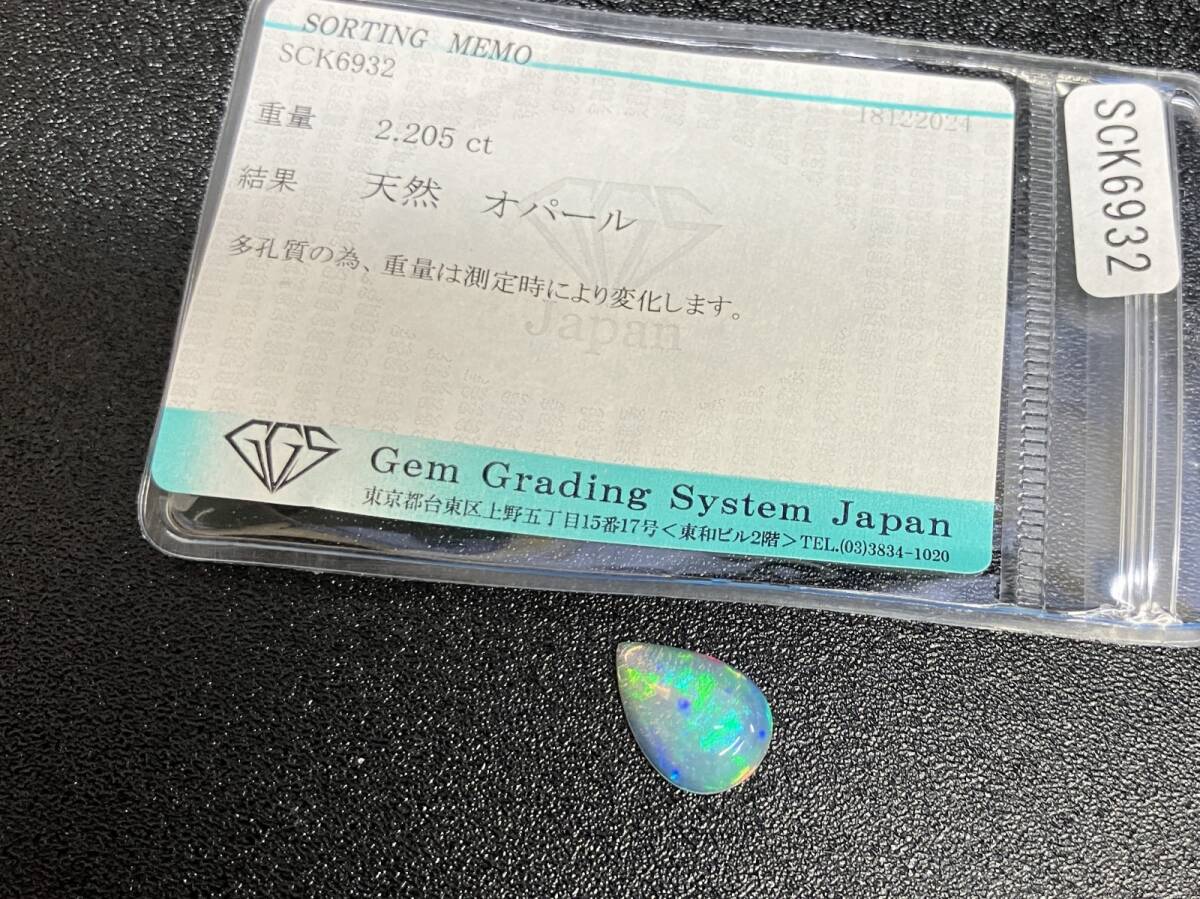 SORTING MEMO
SCK6932
18122024
重量 2.205 ct
結果 天然 オパール
多孔質の為、重量は測定時により変化します。
GGS
Japan
GGS
Gem Grading System Japan
東京都台東区上野五丁目15番17号＜東和ビル2階＞TEL.(03)3834-1020
SCK6932